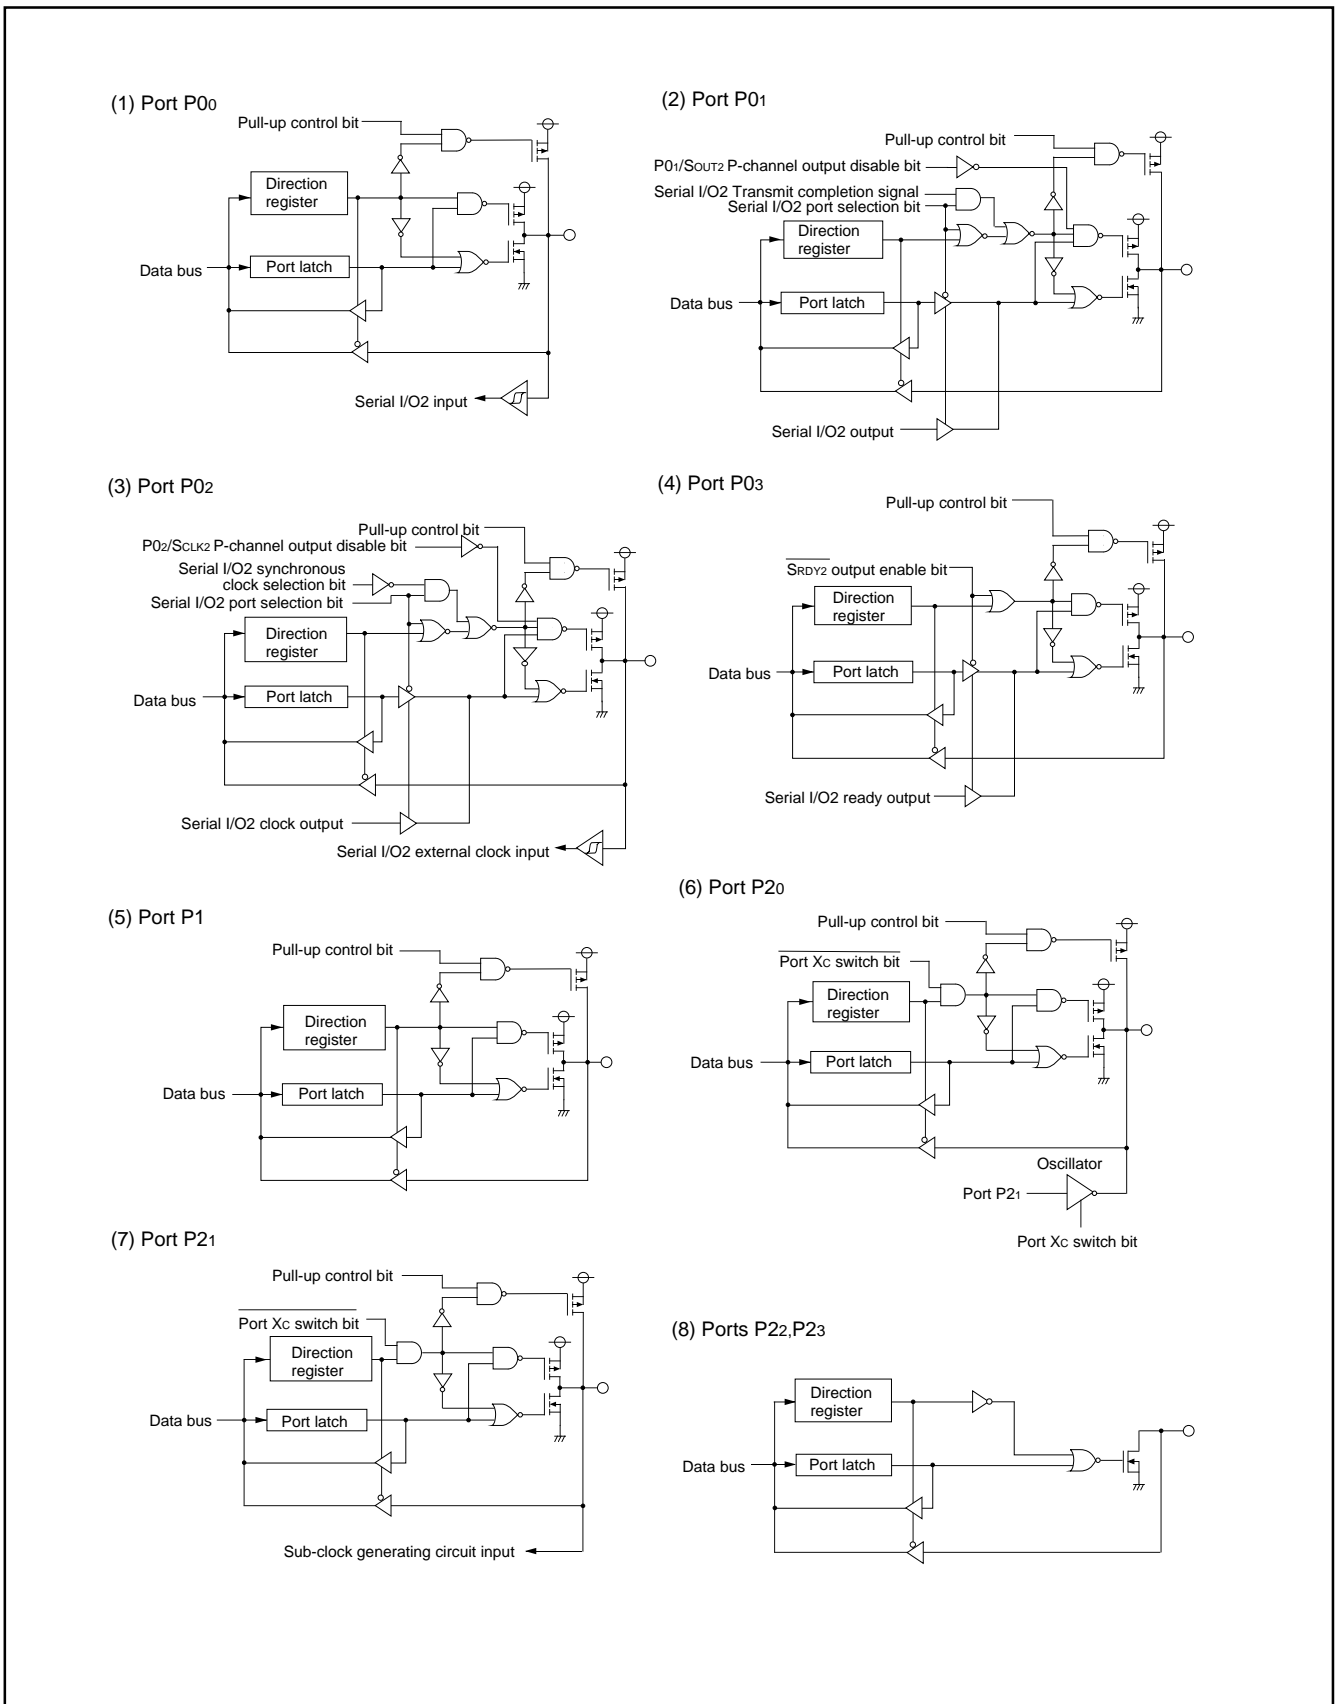 (1) Port P00
Pull-up control bit
Direction
register
Data bus
Port latch
Serial I/O2 input
(2) Port P01
Pull-up control bit
P01/SOUT2 P-channel output disable bit
Serial I/O2 Transmit completion signal
Serial I/O2 port selection bit
Direction
register
Data bus
Port latch
Serial I/O2 output
(3) Port P02
Pull-up control bit
P02/SCLK2 P-channel output disable bit
Serial I/O2 synchronous
clock selection bit
Serial I/O2 port selection bit
Direction
register
Data bus
Port latch
Serial I/O2 clock output
Serial I/O2 external clock input
(4) Port P03
Pull-up control bit
SRDY2 output enable bit
Direction
register
Data bus
Port latch
Serial I/O2 ready output
(5) Port P1
Pull-up control bit
Direction
register
Data bus
Port latch
(6) Port P20
Pull-up control bit
Port XC switch bit
Direction
register
Data bus
Port latch
Oscillator
Port P21
Port XC switch bit
(7) Port P21
Pull-up control bit
Port XC switch bit
Direction
register
Data bus
Port latch
Sub-clock generating circuit input
(8) Ports P22,P23
Direction
register
Data bus
Port latch